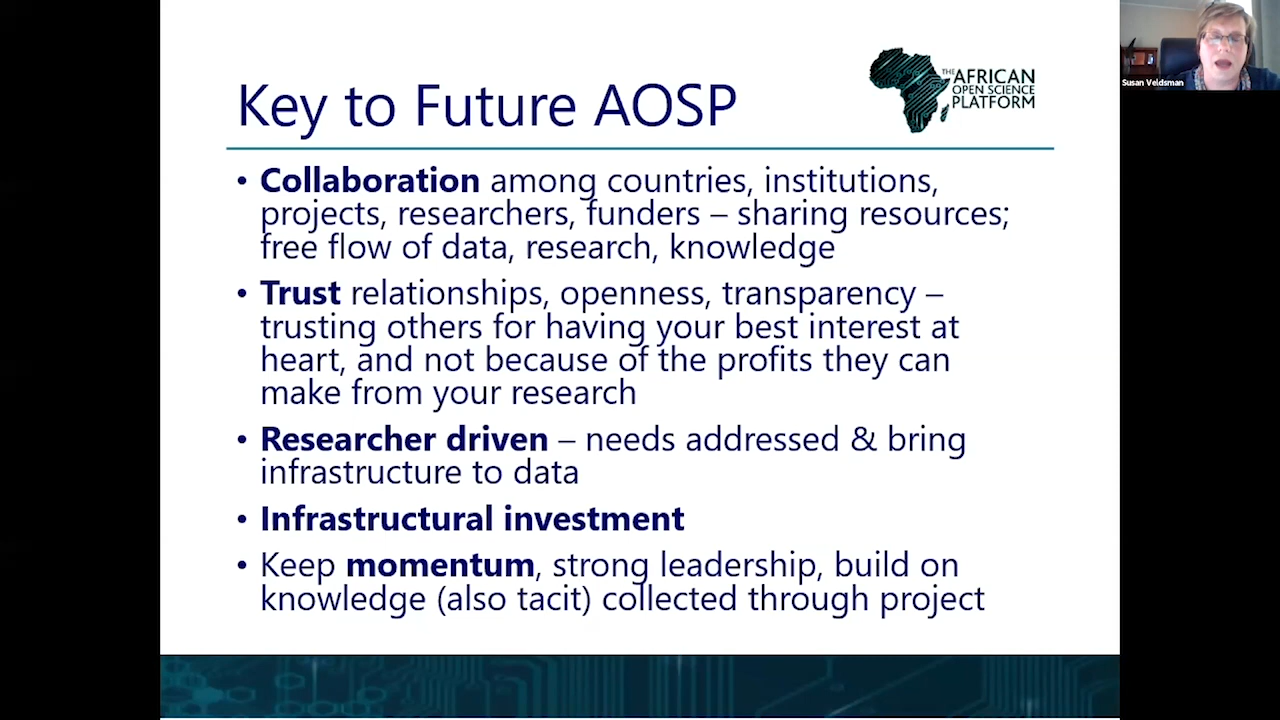 Key to Future AOSP
THE AFRICAN
OPEN SCIENCE
PLATFORM
Susan Veldsman
• Collaboration among countries, institutions,
projects, researchers, funders – sharing resources;
free flow of data, research, knowledge
• Trust relationships, openness, transparency –
trusting others for having your best interest at
heart, and not because of the profits they can
make from your research
• Researcher driven – needs addressed & bring
infrastructure to data
• Infrastructural investment
• Keep momentum, strong leadership, build on
knowledge (also tacit) collected through project